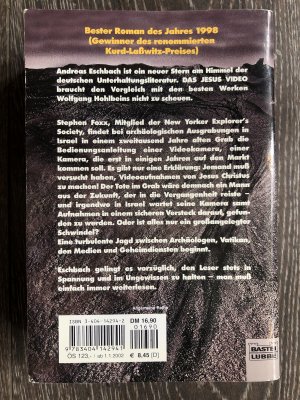 Bester Roman des Jahres 1998
(Gewinner des renommierten
Kurd-Laßwitz-Preises)
Andreas Eschbach ist ein neuer Stern am Himmel der
deutschen Unterhaltungsliteratur. DAS JESUS VIDEO
braucht den Vergleich mit den besten Werken
Wolfgang Hohlbeins nicht zu scheuen.
Stephen Foxx, Mitglied der New Yorker Explorer's
Society, findet bei archäologischen Ausgrabungen in
Israel in einem zweitausend Jahre alten Grab die
Bedienungsanleitung einer Videokamera, einer
Kamera, die erst in einigen Jahren auf den Markt
kommen soll. Es gibt nur eine Erklärung: Jemand muß
versucht haben, Videoaufnahmen von Jesus Christus
zu machen! Der Tote im Grab wäre demnach ein Mann
aus der Zukunft, der in die Vergangenheit reiste –
und irgendwo in Israel wartet seine Kamera samt
Aufnahmen in einem sicheren Versteck darauf, gefun-
den zu werden. Oder ist alles nur ein großangelegter
Schwindel?
Eine turbulente Jagd zwischen Archäologen, Vatikan,
den Medien und Geheimdiensten beginnt.
'Eschbach gelingt es vorzüglich, den Leser stets in
Spannung und im Ungewissen zu halten – man muß
einfach immer weiterlesen.
ISBN 3-404-14294-2
DM 16,90
01690
9 783404 142941
ÖS 123,– / ab 1.1.2002
€ 8,45 (D)
BASTEI
LÜBBE